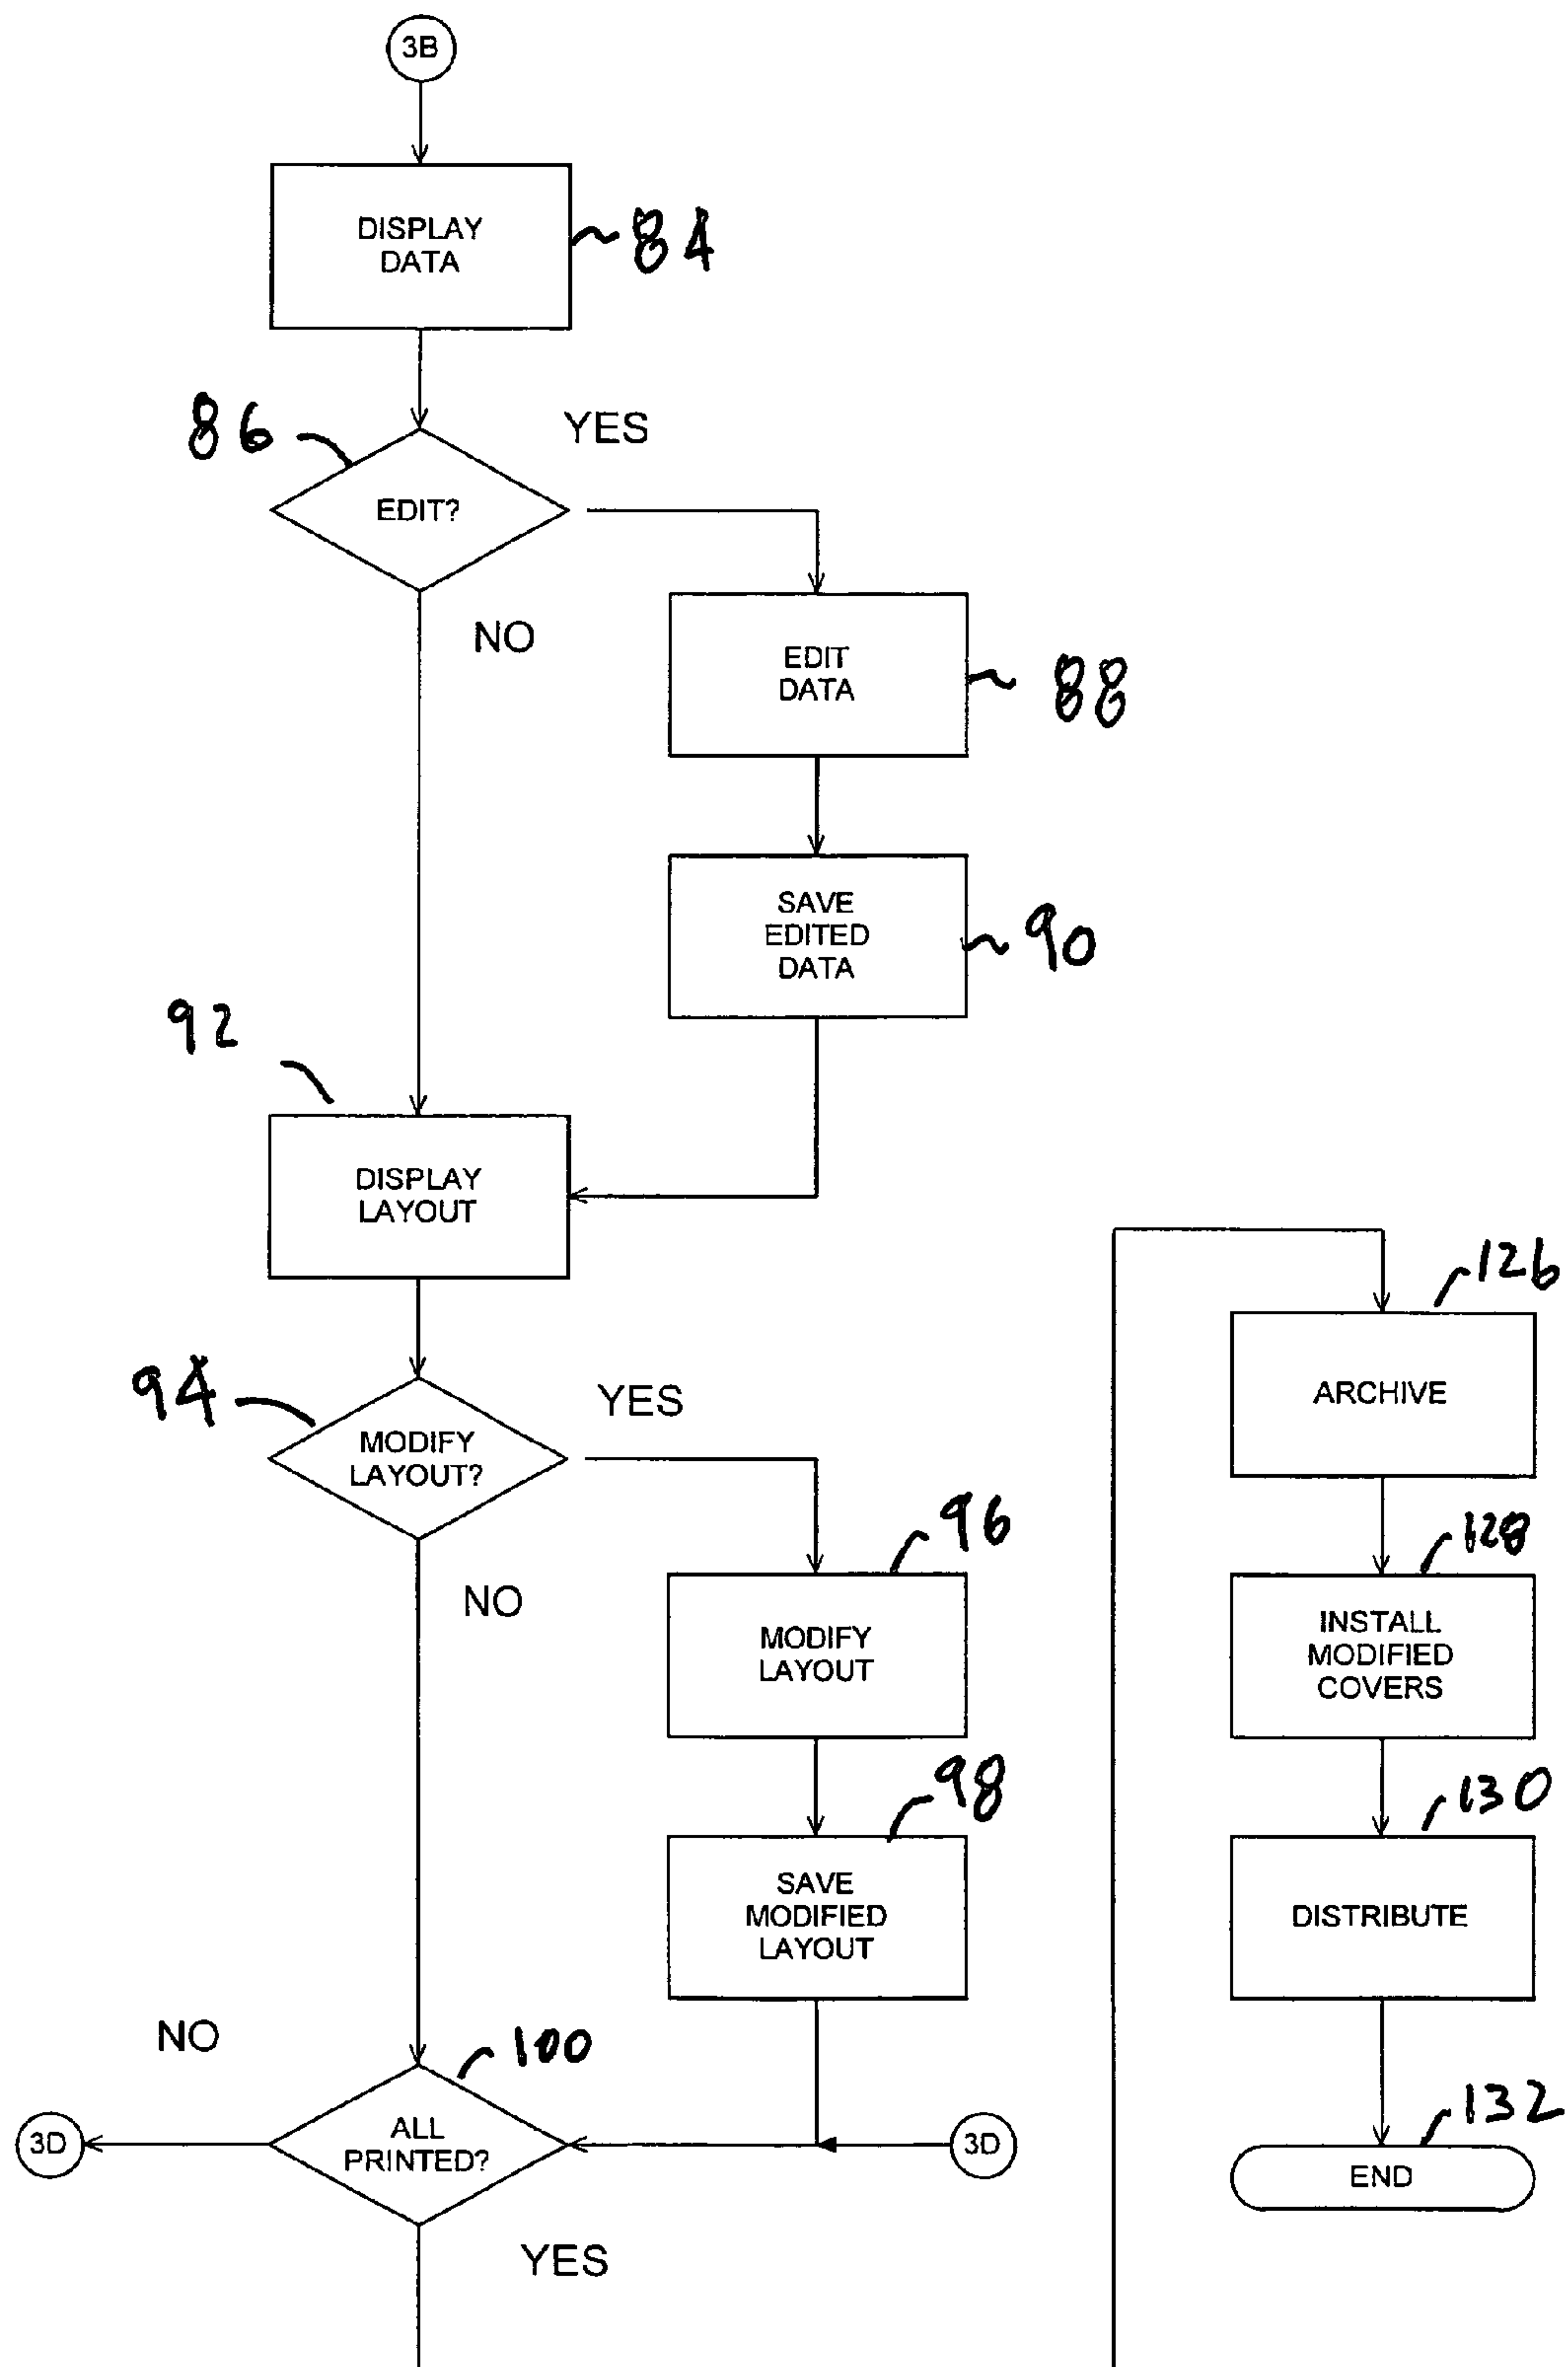 3B
DISPLAY
DATA
84
86
YES
EDIT?
NO
EDIT
DATA
88
SAVE
EDITED
DATA
90
92
DISPLAY
LAYOUT
94
YES
MODIFY
LAYOUT?
NO
96
MODIFY
LAYOUT
98
SAVE
MODIFIED
LAYOUT
NO
100
3D
ALL
PRINTED?
3D
YES
126
ARCHIVE
128
INSTALL
MODIFIED
COVERS
130
DISTRIBUTE
132
END